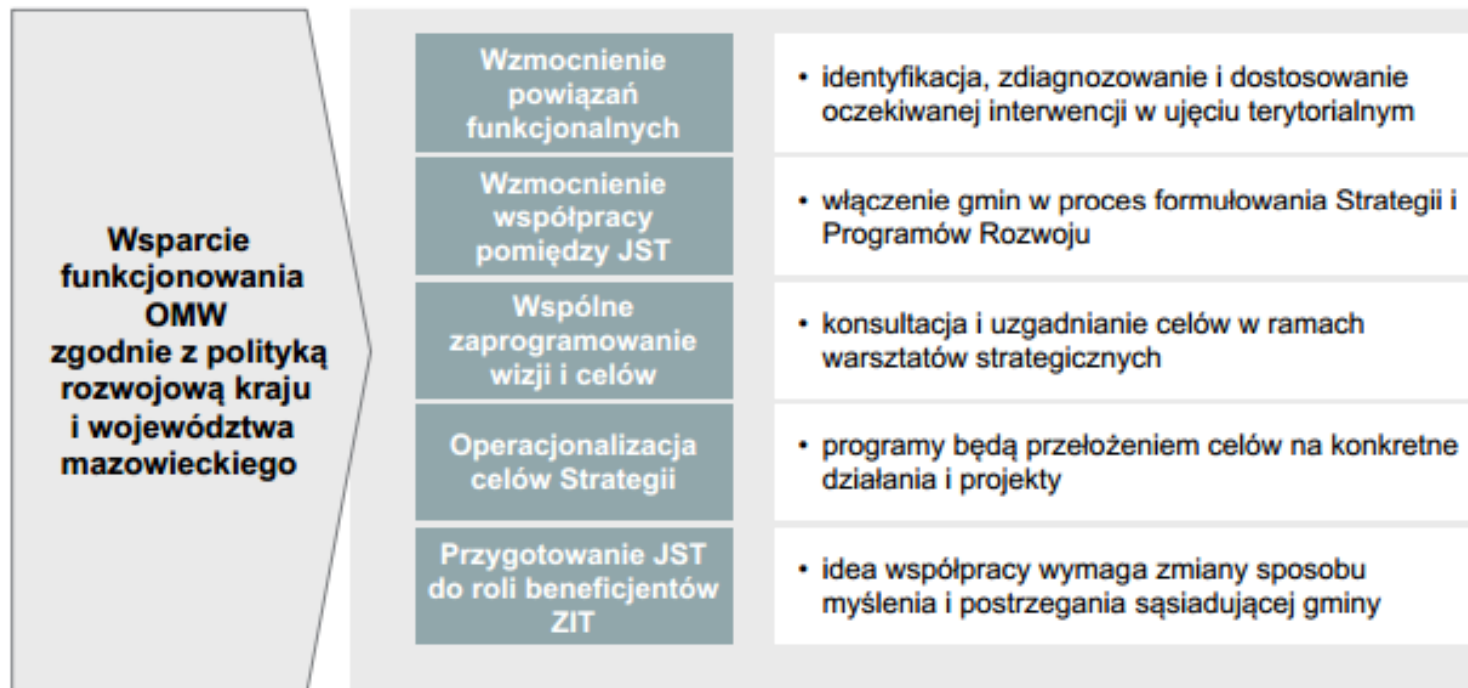 Wsparcie
funkcjonowania
OMW
zgodnie z polityką
rozwojową kraju
i województwa
mazowieckiego
Wzmocnienie
powiązań
funkcjonalnych
• identyfikacja, zdiagnozowanie i dostosowanie
oczekiwanej interwencji w ujęciu terytorialnym
Wzmocnienie
współpracy
pomiędzy JST
• włączenie gmin w proces formułowania Strategii i
Programów Rozwoju
Wspólne
zaprogramowanie
wizji i celów
• konsultacja i uzgadnianie celów w ramach
warsztatów strategicznych
Operacjonalizacja
celów Strategii
• programy będą przełożeniem celów na konkretne
działania i projekty
Przygotowanie JST
do roli beneficjentów
ZIT
• idea współpracy wymaga zmiany sposobu
myślenia i postrzegania sąsiadującej gminy